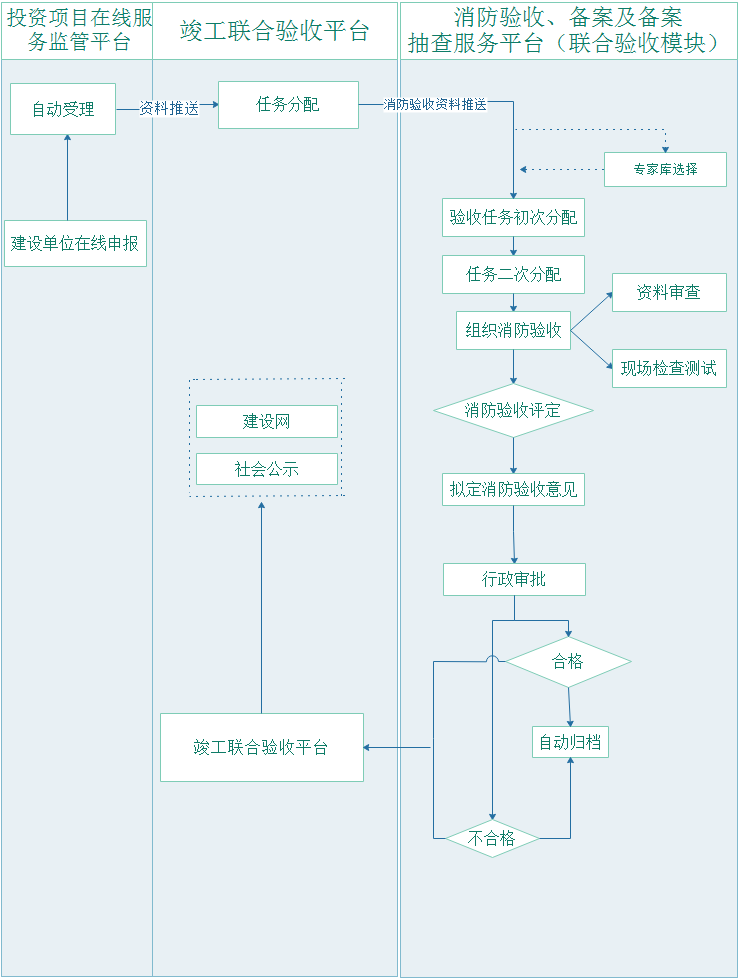 投资项目在线服
务监管平台
竣工联合验收平台
消防验收、备案及备案
抽查服务平台（联合验收模块）
自动受理
资料推送
任务分配
消防验收资料推送
专家库选择
建设单位在线申报
验收任务初次分配
任务二次分配
资料审查
组织消防验收
现场检查测试
消防验收评定
建设网
社会公示
拟定消防验收意见
行政审批
合格
竣工联合验收平台
自动归档
不合格